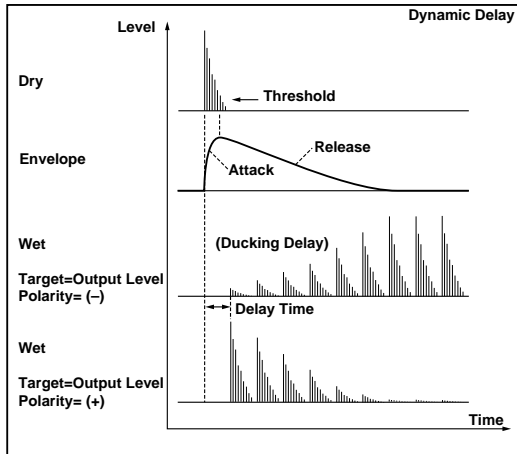 Dynamic Delay
Level
Dry
Threshold
Envelope
Release
Attack
Wet
(Ducking Delay)
Target=Output Level
Polarity= (–)
Delay Time
Wet
Target=Output Level
Polarity= (+)
Time